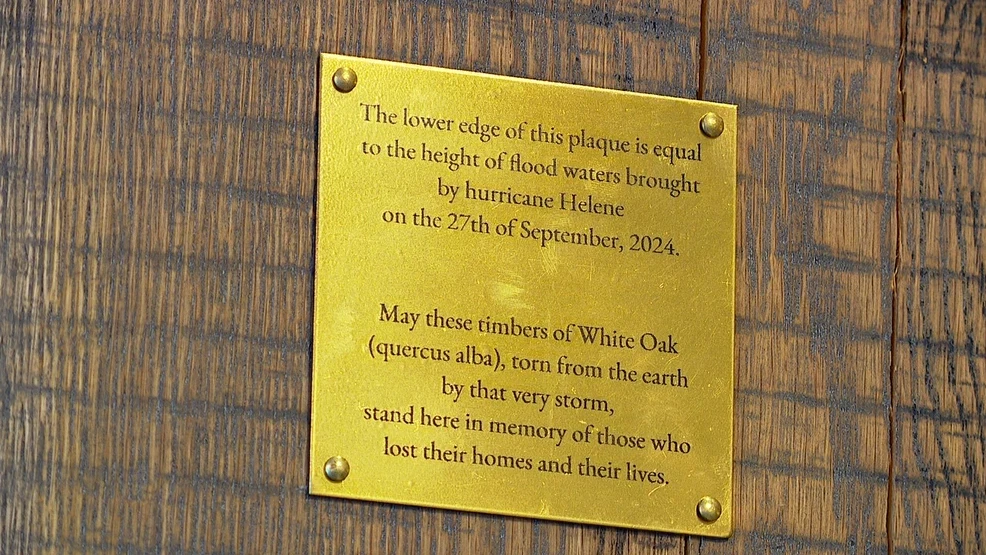 The lower edge of this plaque is equal
to the height of flood waters brought
by hurricane Helene
on the 27th of September, 2024.
May these timbers of White Oak
(quercus alba), torn from the earth
by that very storm,
stand here in memory of those who
lost their homes and their lives.